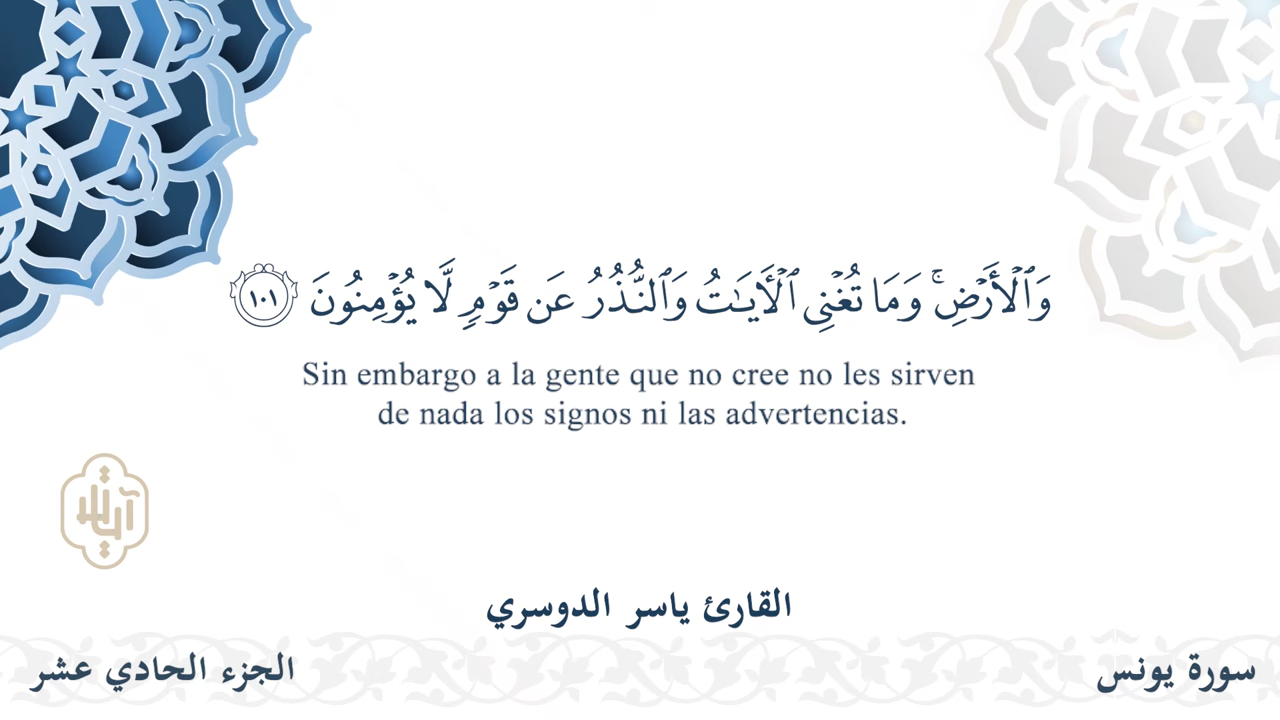 وَٱلْأَرْضِ ۚ وَمَا تُغْنِى ٱلْـَٔايَـٰتُ وَٱلنُّذُرُ عَن قَوْمٍ لَّا يُؤْمِنُونَ ١٠١
Sin embargo a la gente que no cree no les sirven
de nada los signos ni las advertencias.
القارئ ياسر الدوسري
سورة يونس
الجزء الحادي عشر